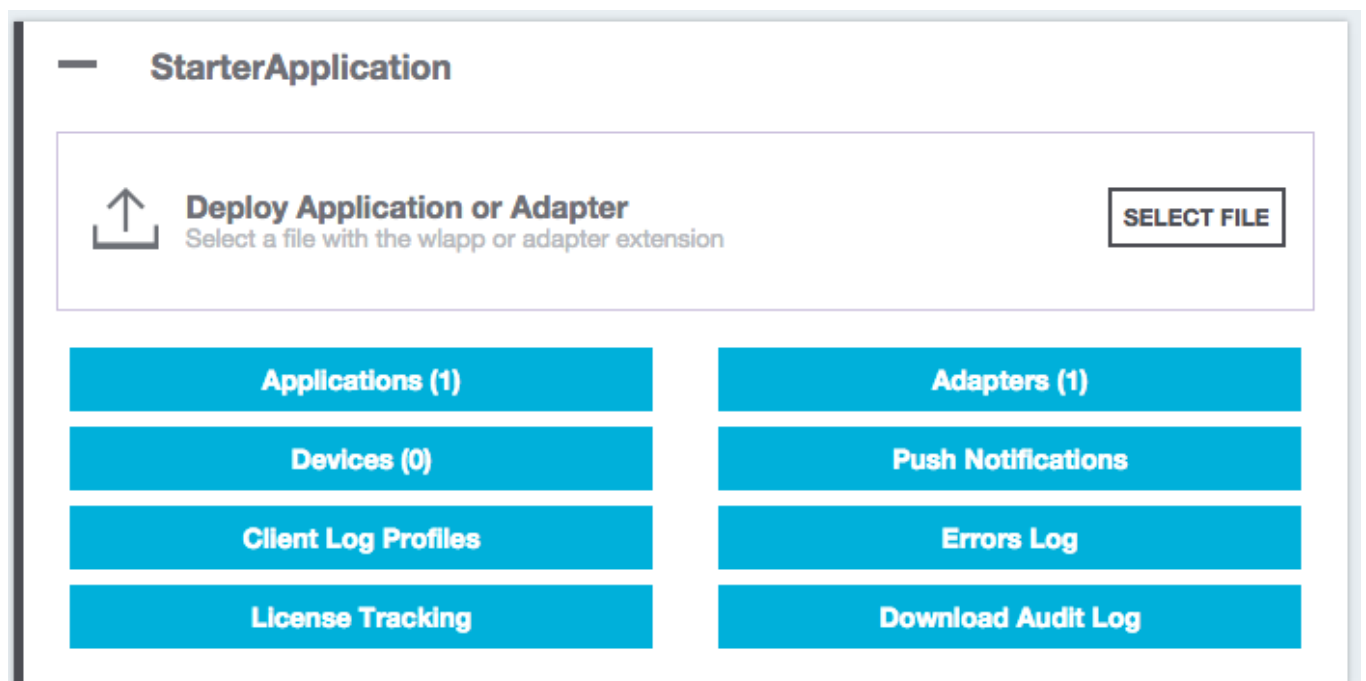 StarterApplication
Deploy Application or Adapter
Select a file with the wlapp or adapter extension
SELECT FILE
Applications (1)
Adapters (1)
Devices (0)
Push Notifications
Client Log Profiles
Errors Log
License Tracking
Download Audit Log